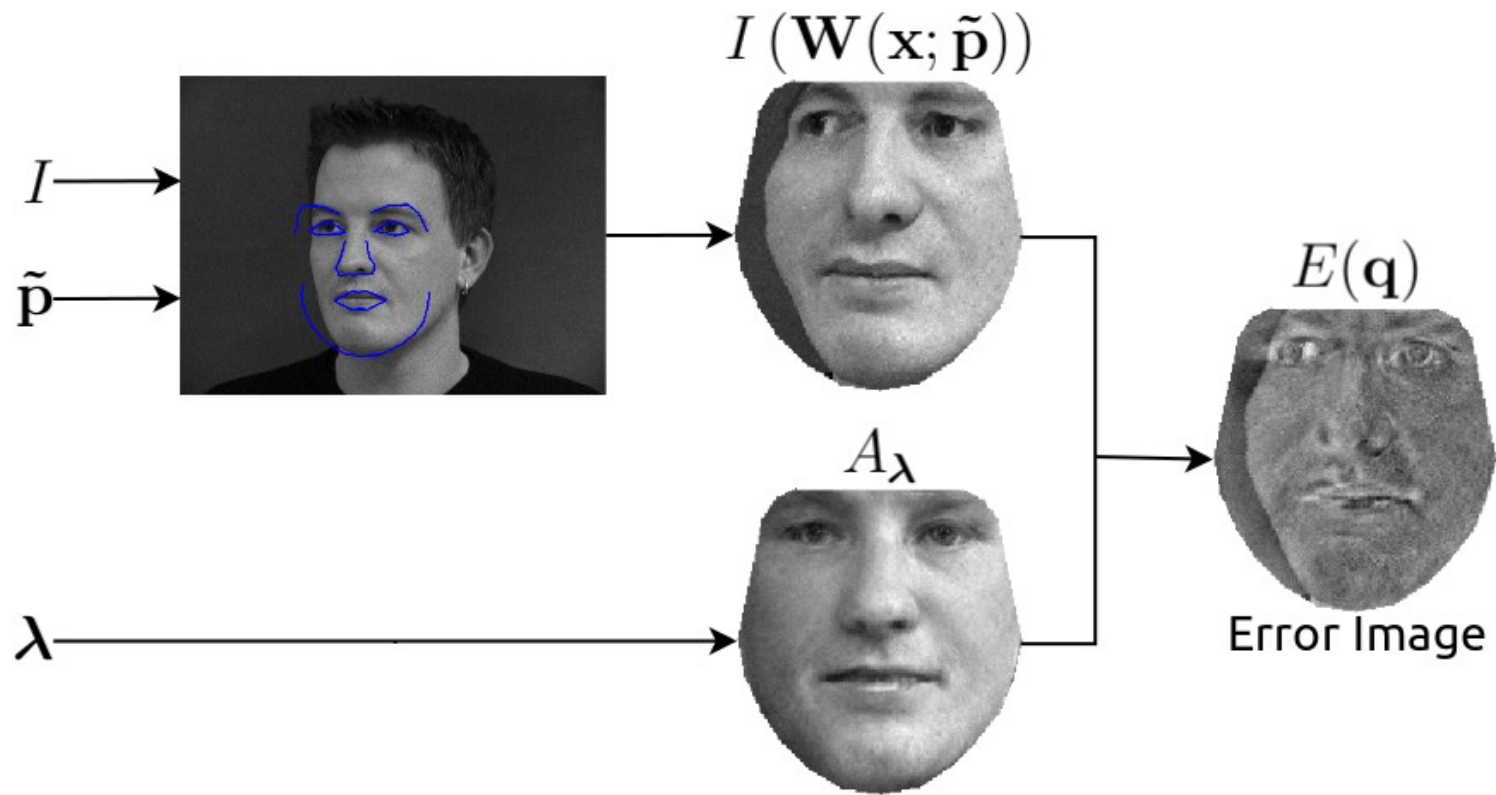 I (W(x; p̃))
I
p̃
E(q)
A_λ
λ
Error Image